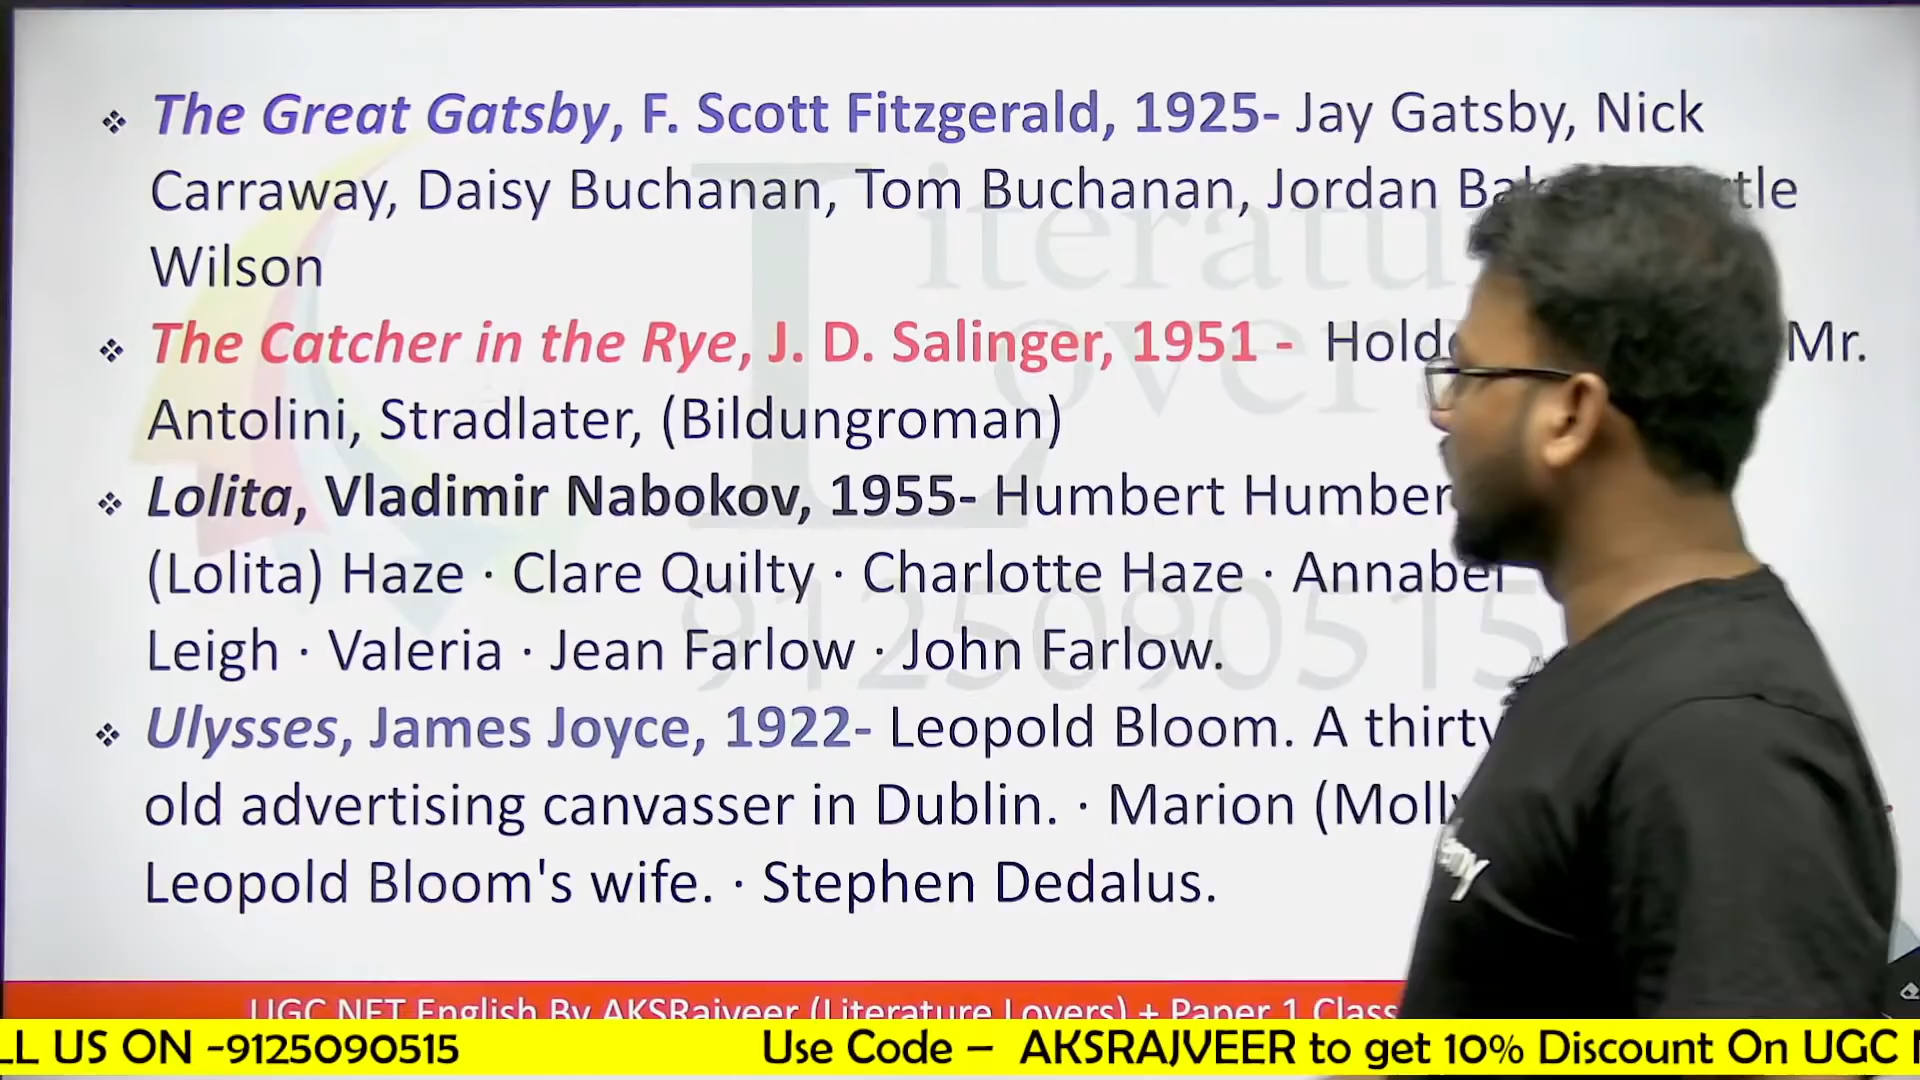 ❖ The Great Gatsby, F. Scott Fitzgerald, 1925- Jay Gatsby, Nick
Carraway, Daisy Buchanan, Tom Buchanan, Jordan
Wilson
❖ The Catcher in the Rye, J. D. Salinger, 1951 - Mr.
Antolini, Stradlater, (Bildungroman)
❖ Lolita, Vladimir Nabokov, 1955- Humbert
(Lolita) Haze · Clare Quilty · Charlotte Haze · Annabel
Leigh · Valeria · Jean Farlow · John Farlow.
❖ Ulysses, James Joyce, 1922- Leopold Bloom. A thirty
old advertising canvasser in Dublin. · Marion (Molly
Leopold Bloom's wife. · Stephen Dedalus.
Literatu
Lover
9125090515
UGC NET English By AKSRajveer (Literature Lovers) + Paper 1 Class
LL US ON -9125090515 Use Code – AKSRAJVEER to get 10% Discount On UGC